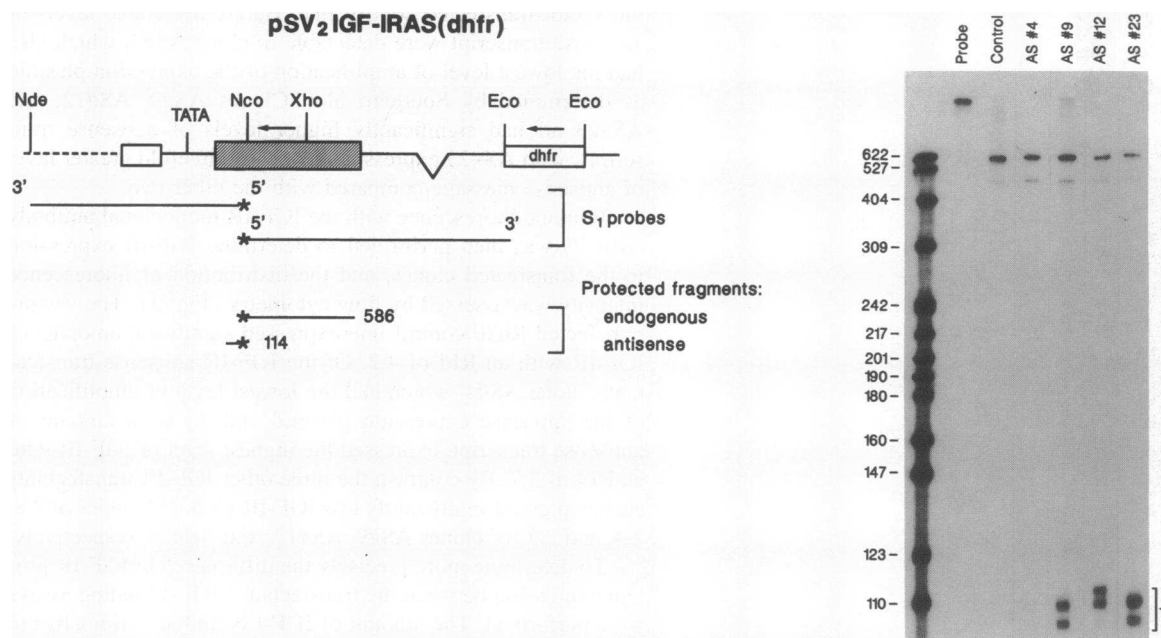 pSV₂IGF-IRAS(dhfr)
Nde
TATA
Nco
Xho
Eco
Eco
dhfr
3'
5'
*
5'
3'
*
S₁ probes
Protected fragments:
* 586
endogenous
* 114
antisense
Probe
Control
AS #4
AS #9
AS #12
AS #23
622
527
404
309
242
217
201
190
180
160
147
123
110